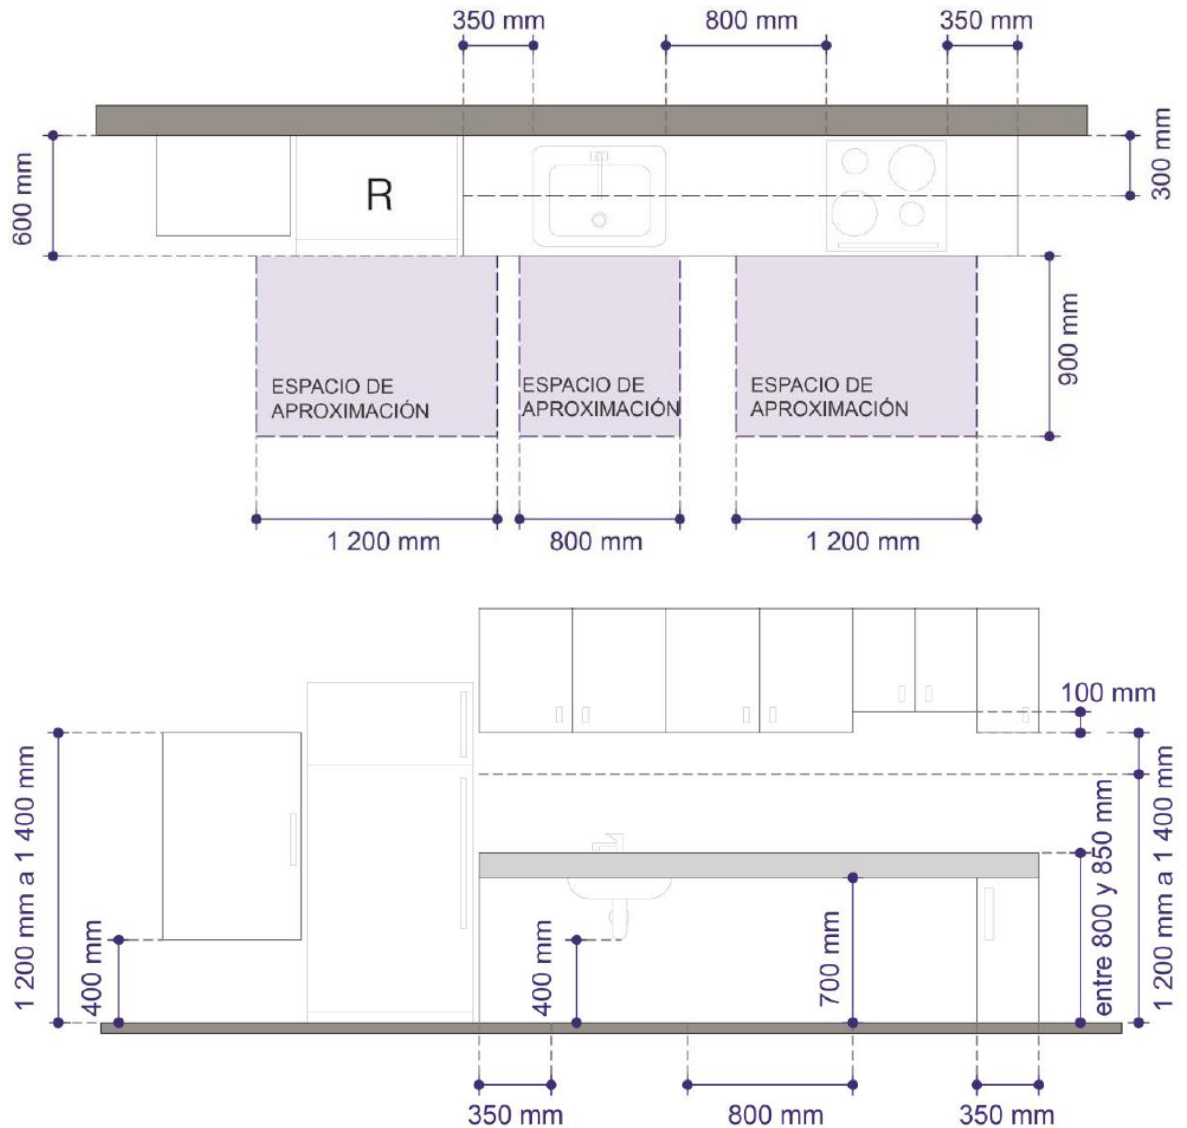 350 mm
800 mm
350 mm
600 mm
R
300 mm
ESPACIO DE
APROXIMACIÓN
ESPACIO DE
APROXIMACIÓN
ESPACIO DE
APROXIMACIÓN
900 mm
1 200 mm
800 mm
1 200 mm
100 mm
1 200 mm a 1 400 mm
400 mm
400 mm
700 mm
entre 800 y 850 mm
1 200 mm a 1 400 mm
350 mm
800 mm
350 mm